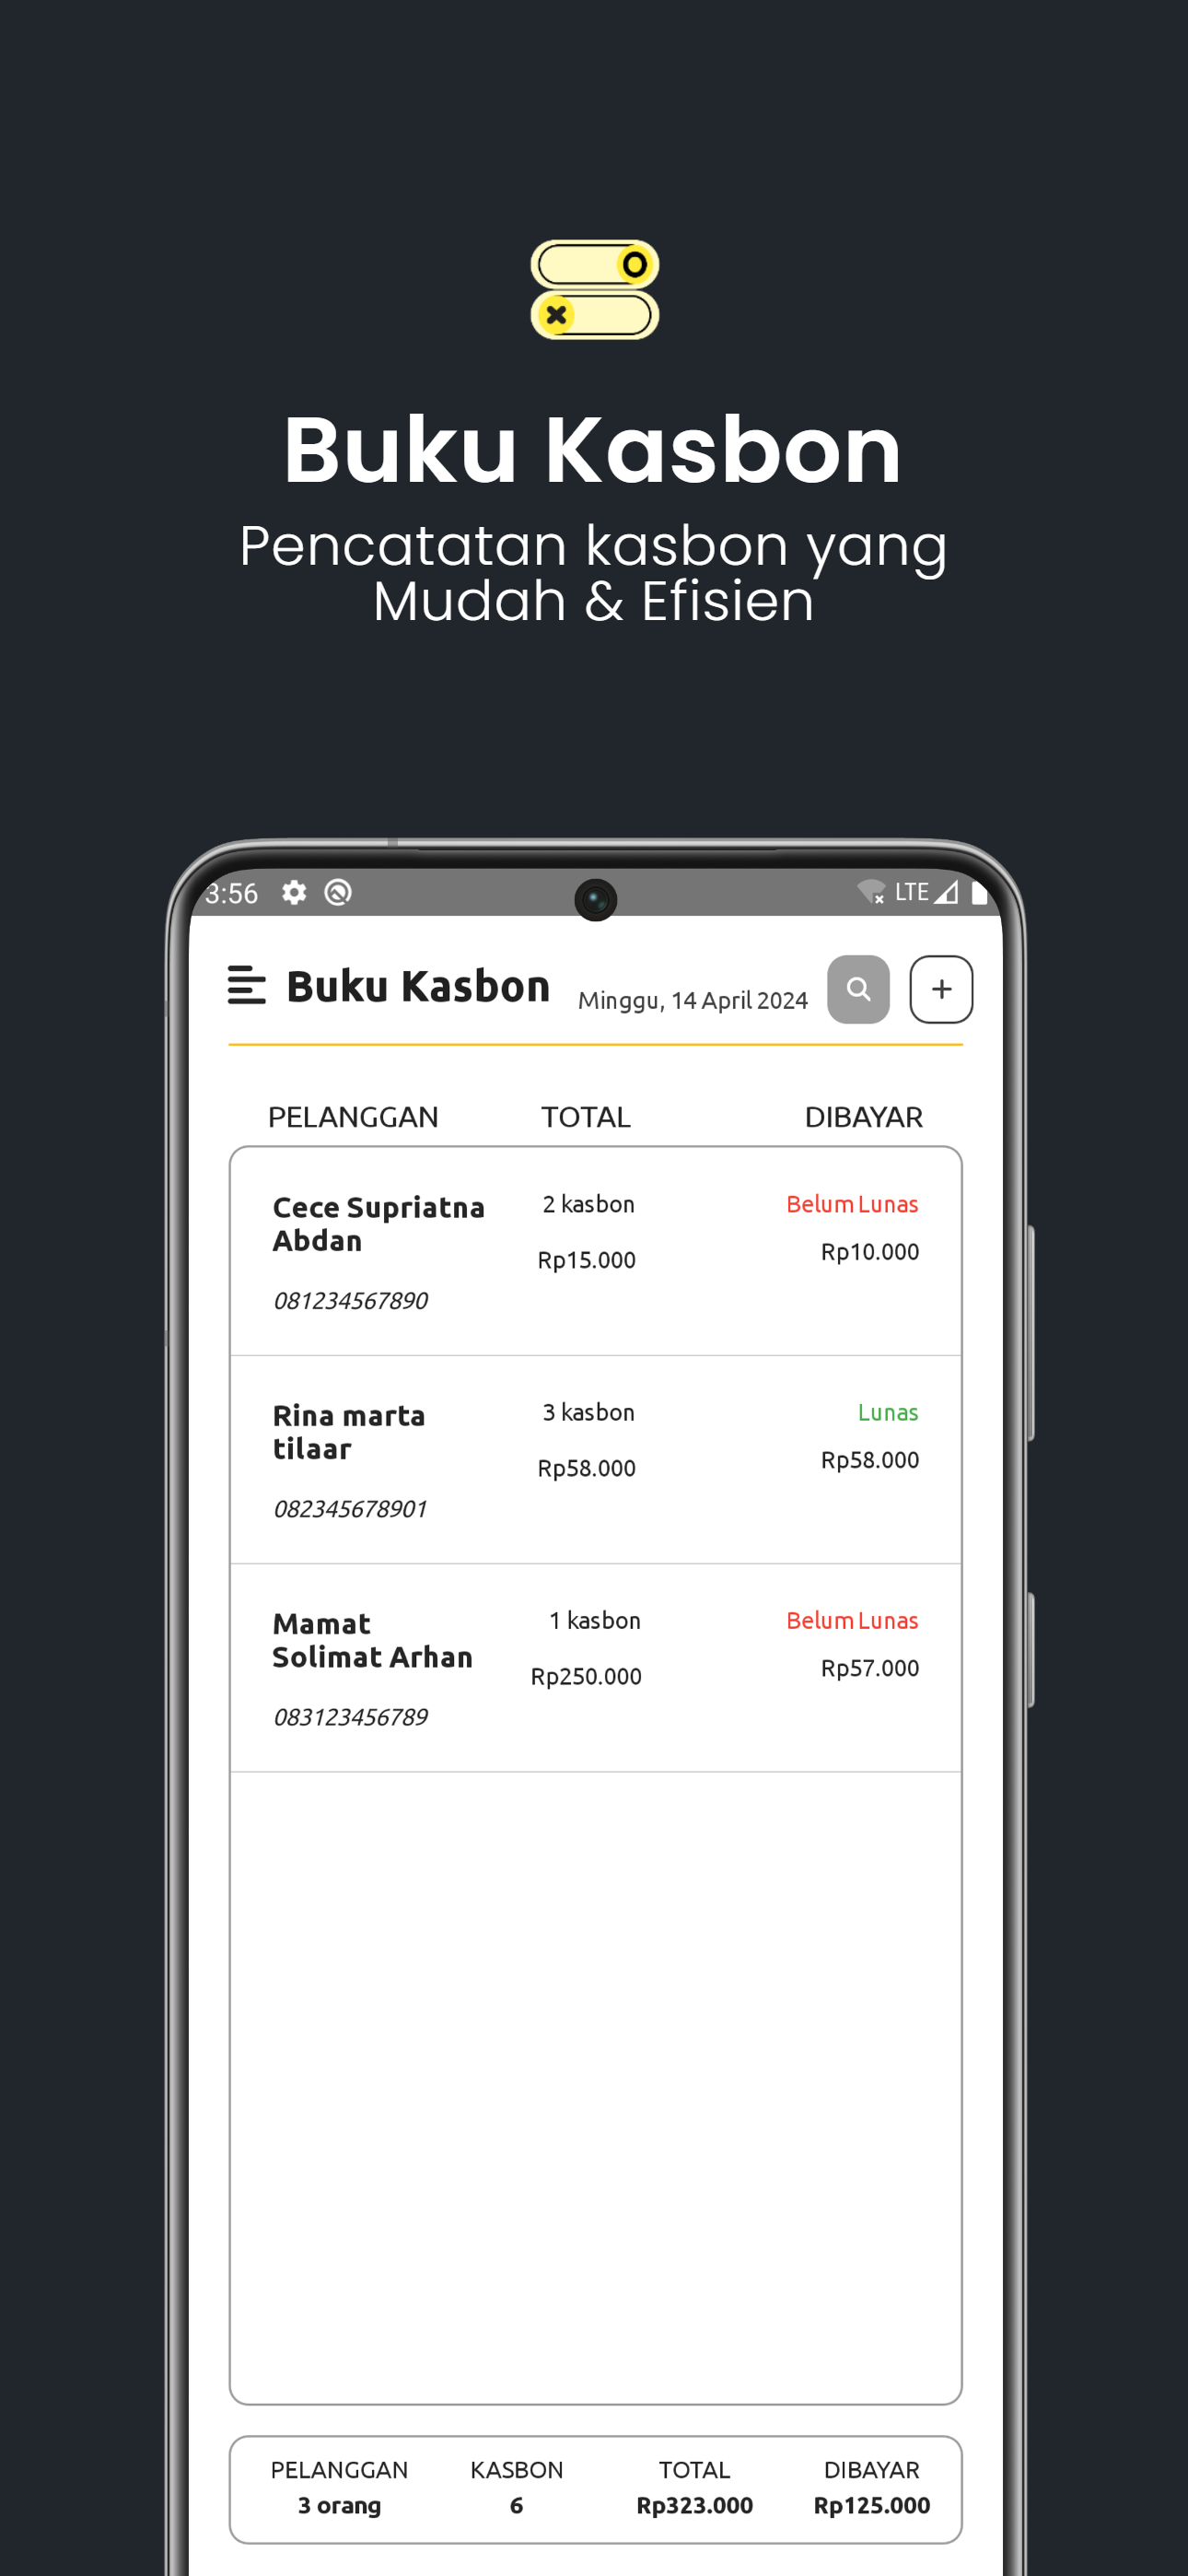 Buku Kasbon
Pencatatan kasbon yang
Mudah & Efisien
3:56
LTE
Buku Kasbon
Minggu, 14 April 2024
PELANGGAN TOTAL DIBAYAR
Cece Supriatna
Abdan
081234567890
2 kasbon
Rp15.000
Belum Lunas
Rp10.000
Rina marta
tilaar
082345678901
3 kasbon
Rp58.000
Lunas
Rp58.000
Mamat
Solimat Arhan
083123456789
1 kasbon
Rp250.000
Belum Lunas
Rp57.000
PELANGGAN KASBON TOTAL DIBAYAR
3 orang 6 Rp323.000 Rp125.000